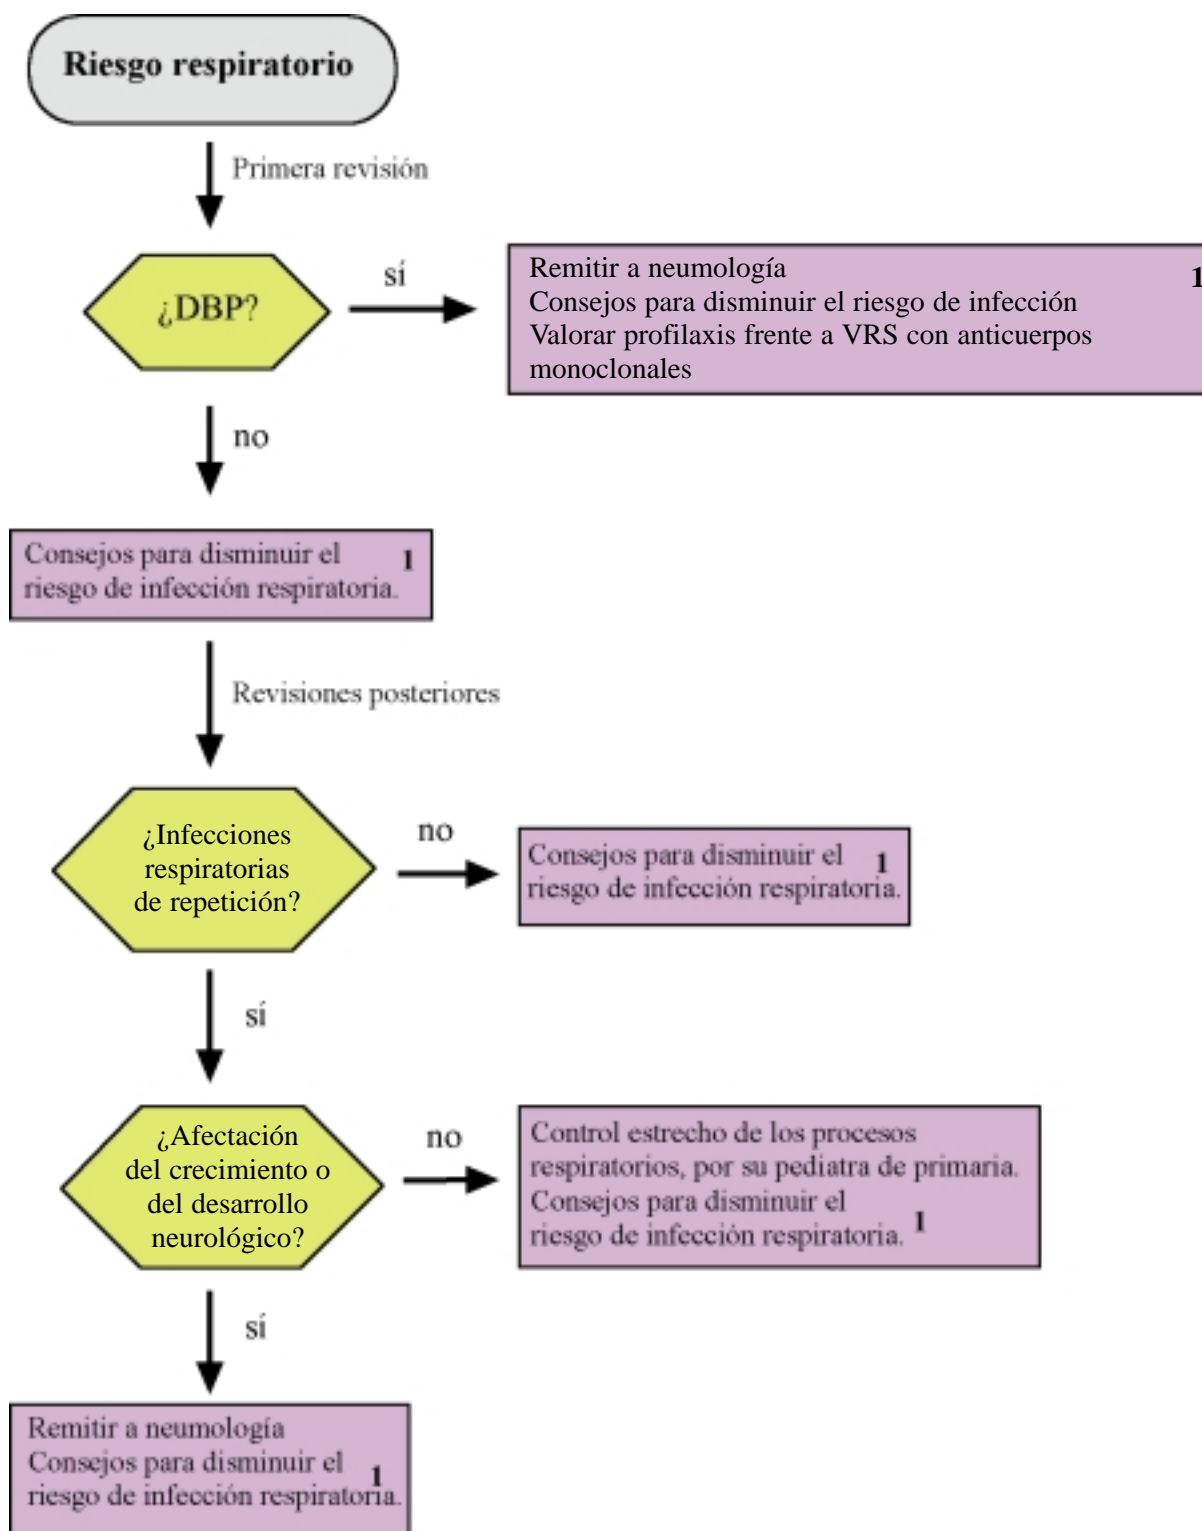 Riesgo respiratorio
Primera revisión
¿DBP?
sí
Remitir a neumología 1
Consejos para disminuir el riesgo de infección
Valorar profilaxis frente a VRS con anticuerpos
monoclonales
no
Consejos para disminuir el 1
riesgo de infección respiratoria.
Revisiones posteriores
¿Infecciones
respiratorias
de repetición?
no
Consejos para disminuir el 1
riesgo de infección respiratoria.
sí
¿Afectación
del crecimiento o
del desarrollo
neurológico?
no
Control estrecho de los procesos
respiratorios, por su pediatra de primaria.
Consejos para disminuir el
riesgo de infección respiratoria. 1
sí
Remitir a neumología
Consejos para disminuir el 1
riesgo de infección respiratoria.